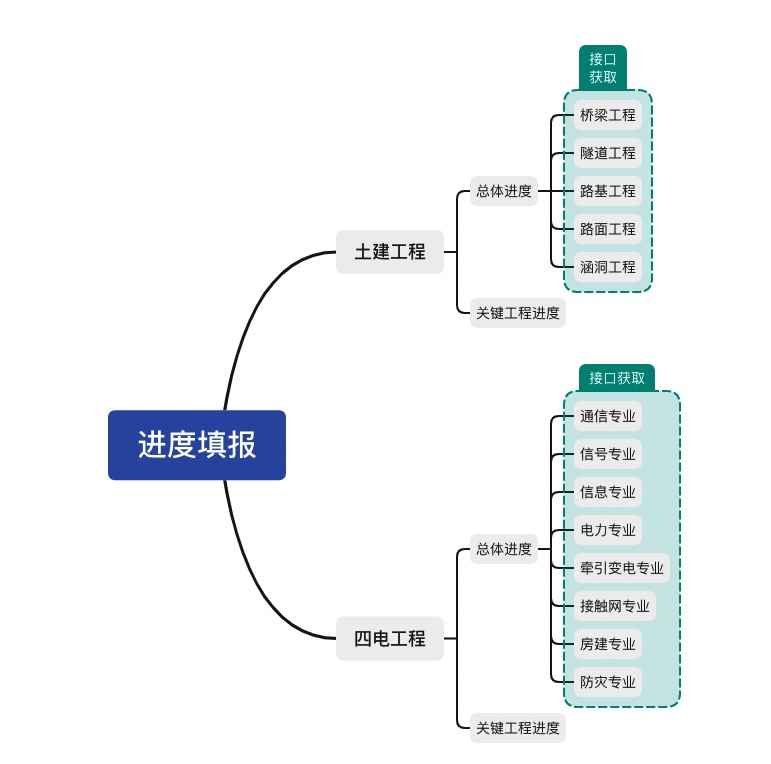 进度填报
土建工程
总体进度
接口
获取
桥梁工程
隧道工程
路基工程
路面工程
涵洞工程
关键工程进度
四电工程
总体进度
接口获取
通信专业
信号专业
信息专业
电力专业
牵引变电专业
接触网专业
房建专业
防灾专业
关键工程进度